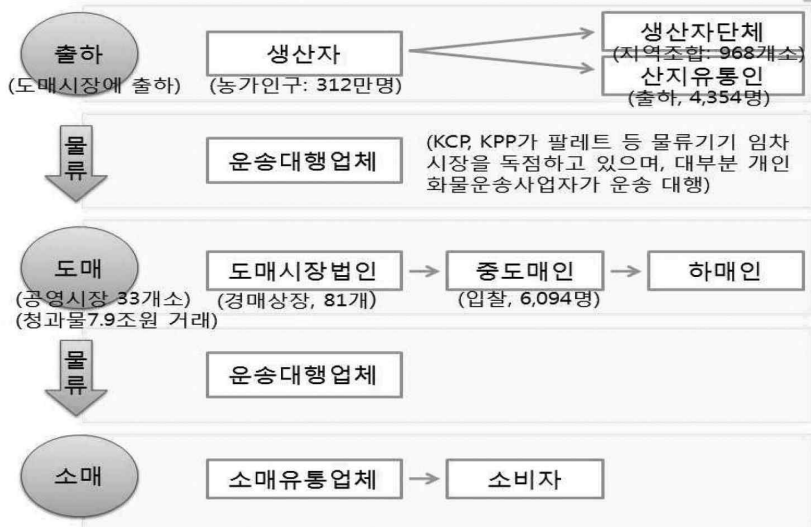 출하
(도매시장에 출하)
생산자
(농가인구: 312만명)
생산자단체
(지역조합: 968개소)
산지유통인
(출하, 4,354명)
물류
운송대행업체
(KCP, KPP가 팔레트 등 물류기기 임차
시장을 독점하고 있으며, 대부분 개인
화물운송사업자가 운송 대행)
도매
(공영시장 33개소)
(청과물7.9조원 거래)
도매시장법인
(경매상장, 81개)
중도매인
(입찰, 6,094명)
하매인
물류
운송대행업체
소매
소매유통업체
소비자